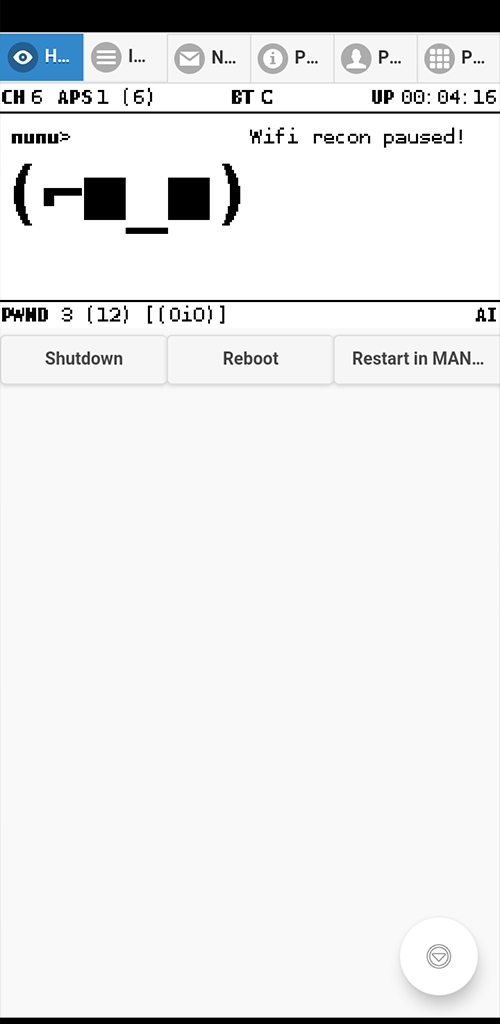 H... I... N... P... P... P...
CH 6 APS 1 (6) BT C UP 00:04:16
nunu> Wifi recon paused!
(⌐■_■)
PWND 3 (12) [(0i0)] AI
Shutdown Reboot Restart in MAN...